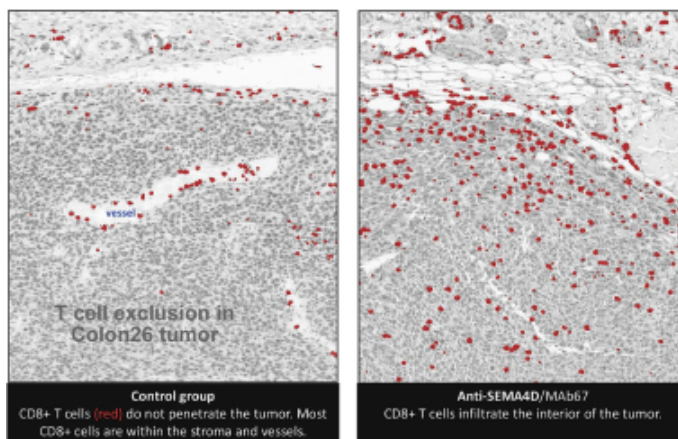 vessel
T cell exclusion in
Colon26 tumor
Control group
CD8+ T cells (red) do not penetrate the tumor. Most
CD8+ cells are within the stroma and vessels.
Anti-SEMA4D/MAb67
CD8+ T cells infiltrate the interior of the tumor.